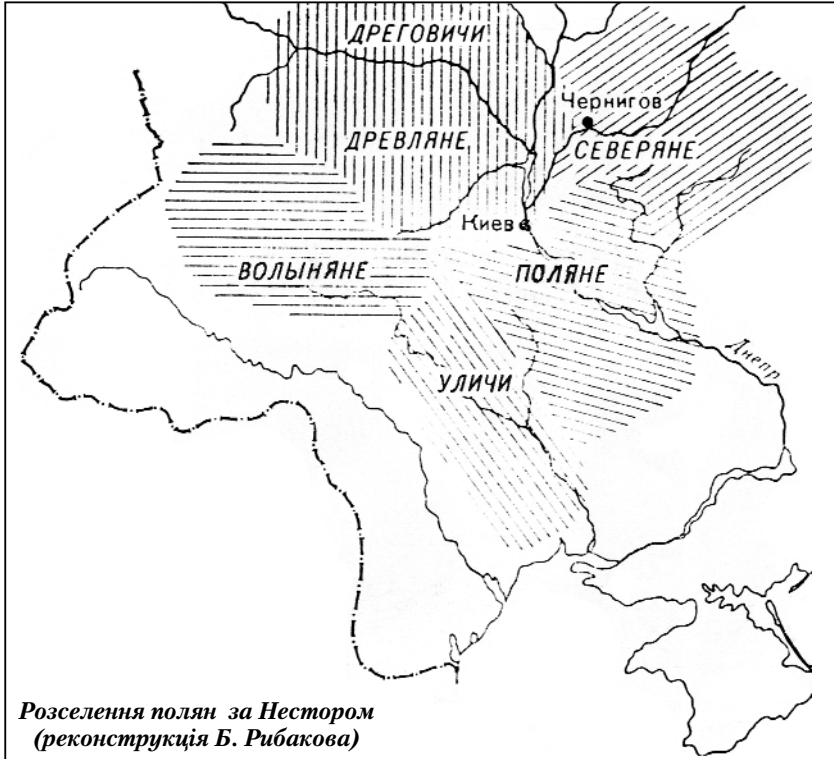 ДРЕГОВИЧИ
Чернигов
ДРЕВЛЯНЕ
СЕВЕРЯНЕ
Киев
ВОЛЫНЯНЕ
ПОЛЯНЕ
Днепр
УЛИЧИ
Розселення полян за Нестором
(реконструкція Б. Рибакова)